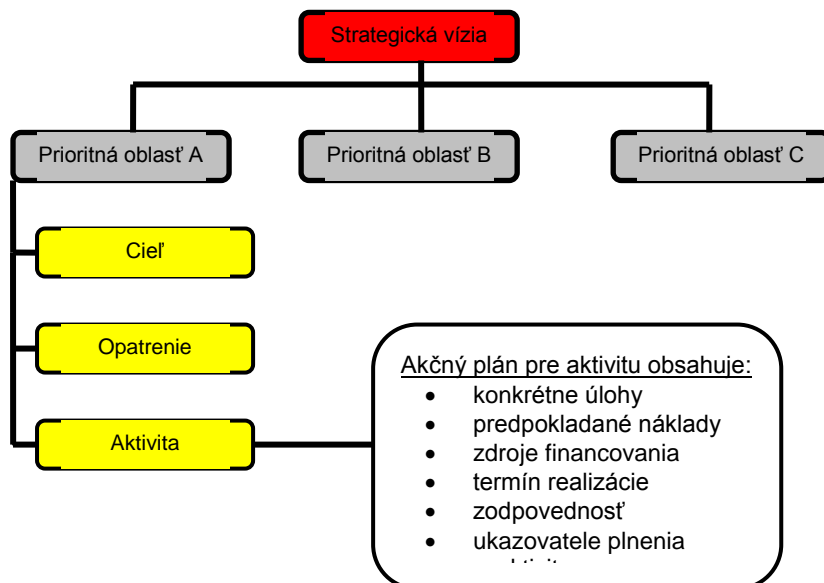 Strategická vízia
Prioritná oblasť A
Prioritná oblasť B
Prioritná oblasť C
Cieľ
Opatrenie
Aktivita
Akčný plán pre aktivitu obsahuje:
• konkrétne úlohy
• predpokladané náklady
• zdroje financovania
• termín realizácie
• zodpovednosť
• ukazovatele plnenia